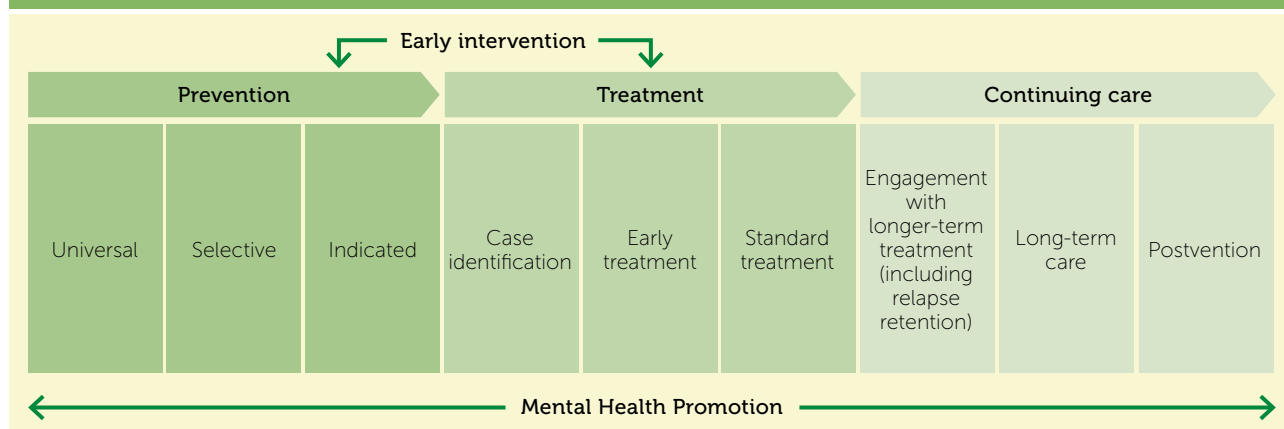 Early intervention
Prevention
Treatment
Continuing care
Universal
Selective
Indicated
Case
identification
Early
treatment
Standard
treatment
Engagement
with
longer-term
treatment
(including
relapse
retention)
Long-term
care
Postvention
Mental Health Promotion